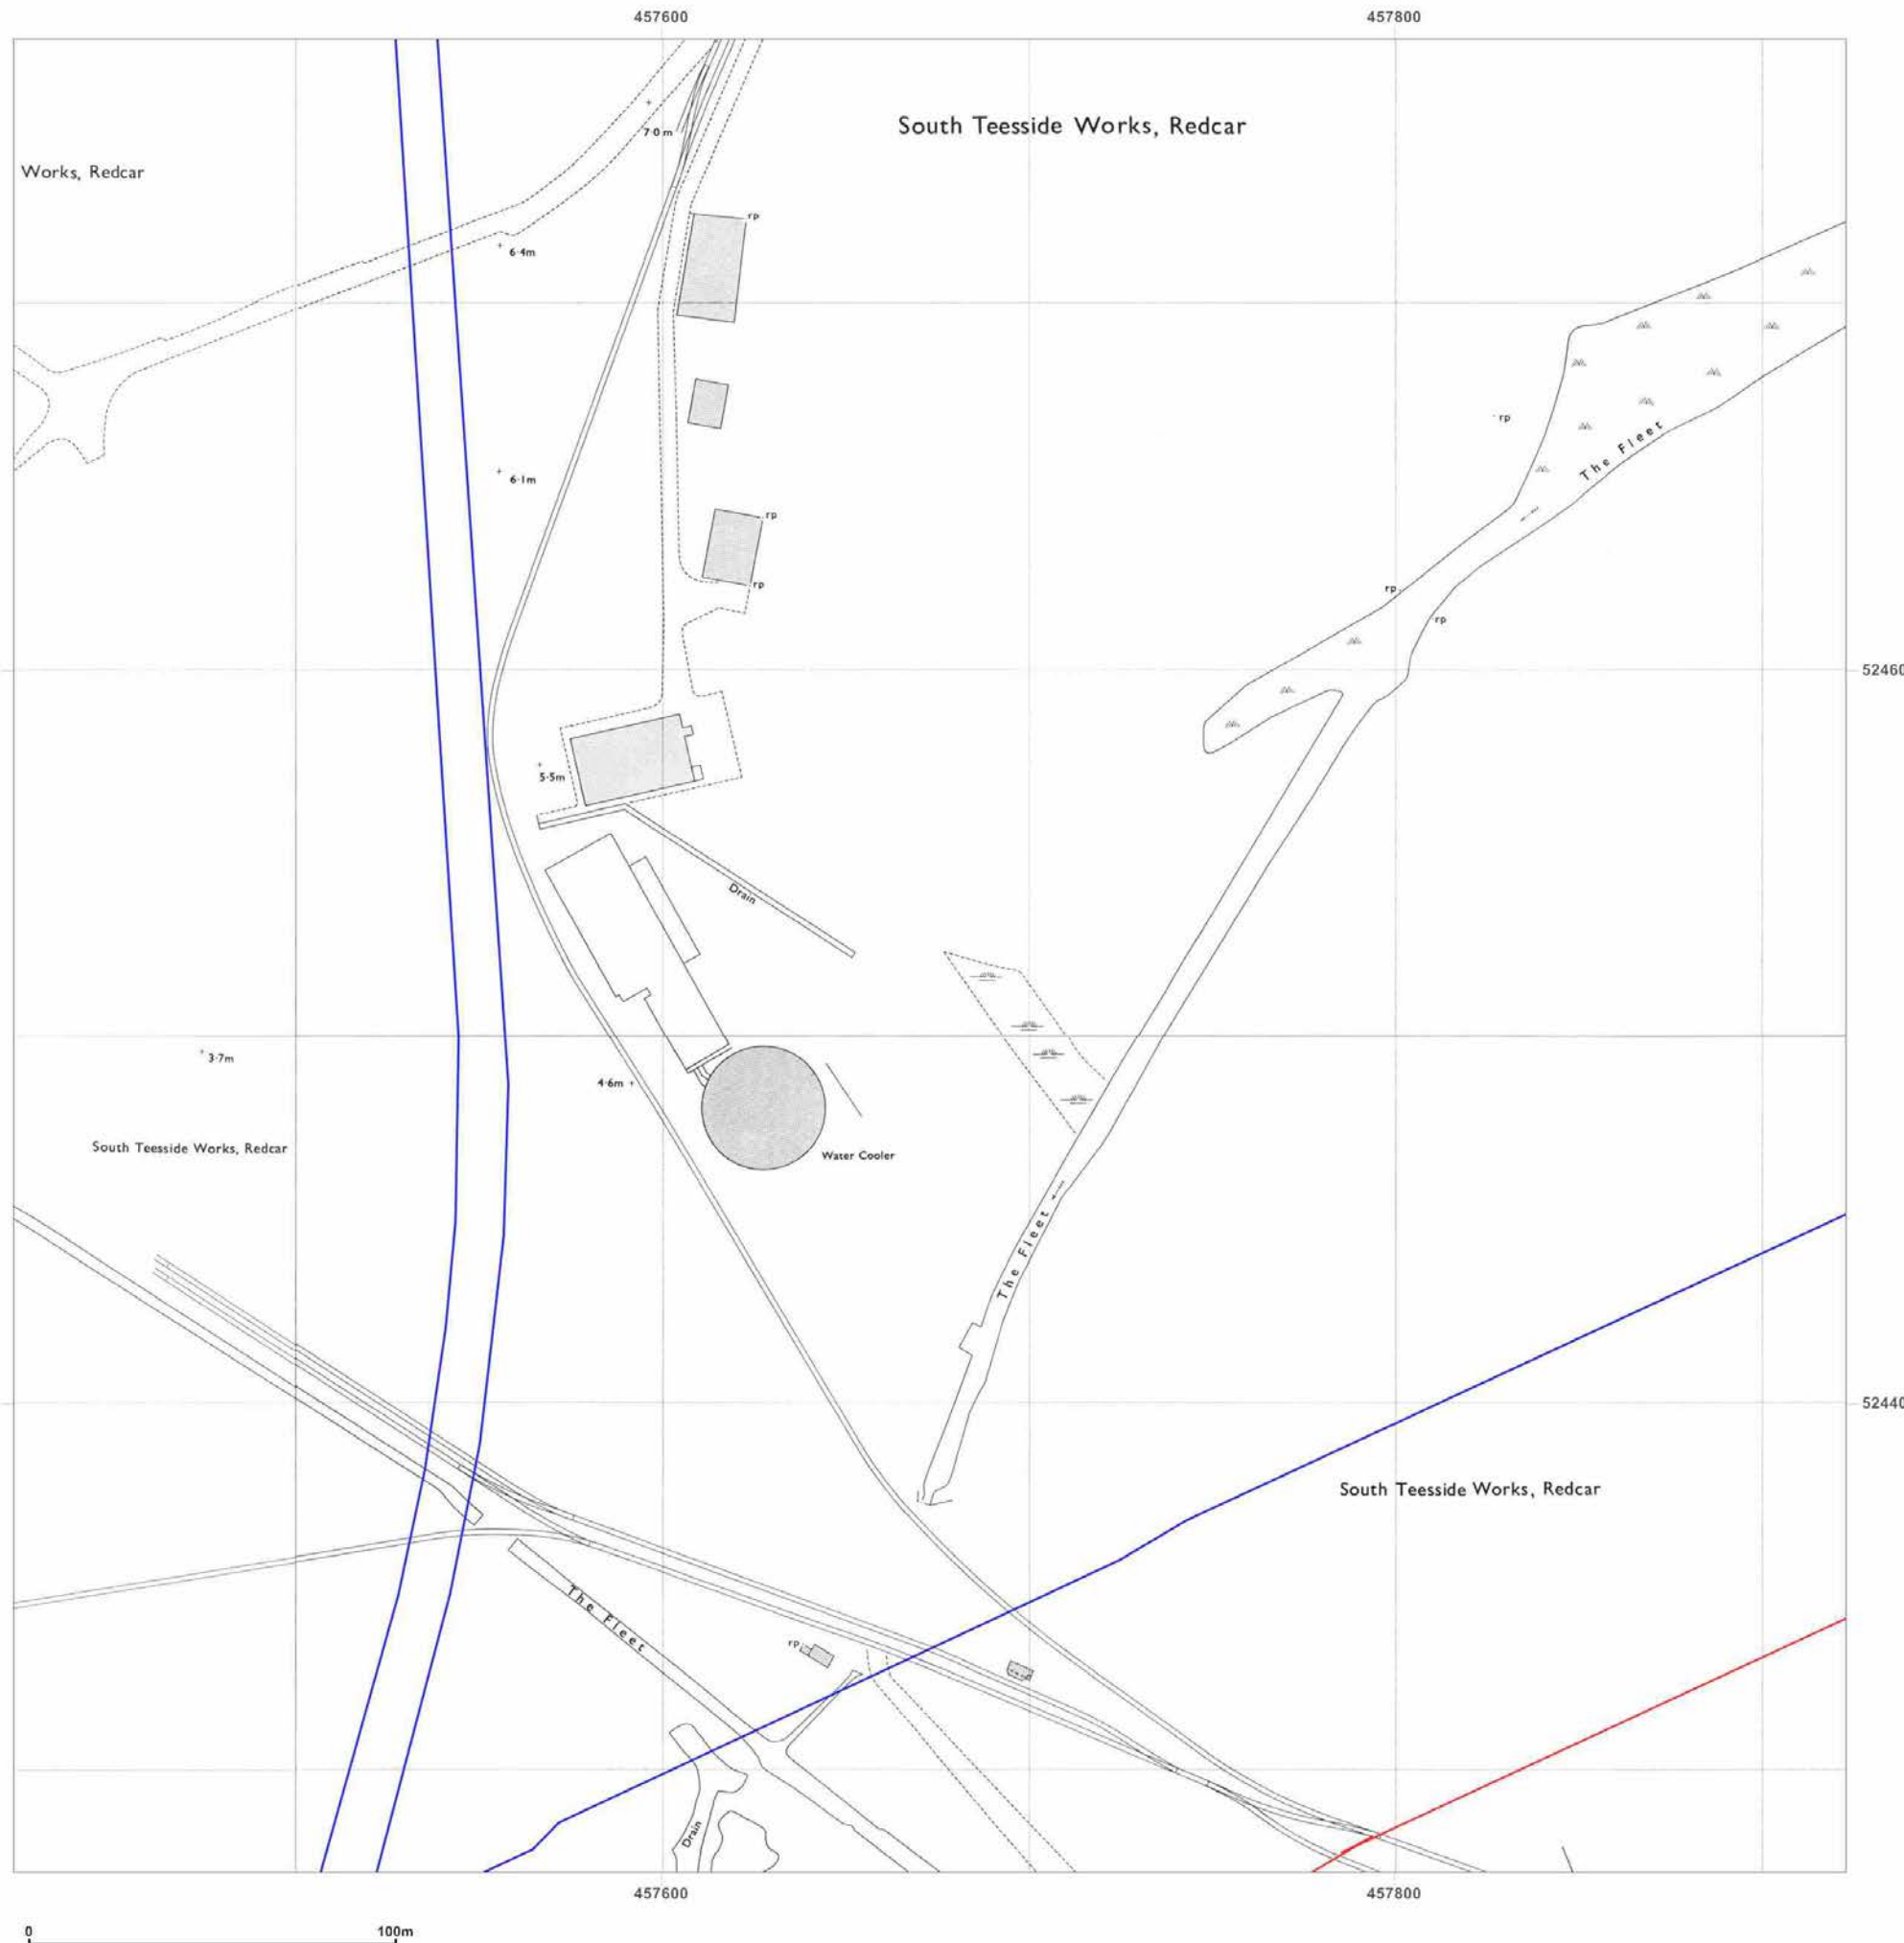 457600
457800
South Teesside Works, Redcar
7·0m
Works, Redcar
rp
6·4m
rp
The Fleet
6·1m
rp
rp
rp
rp
52460
5·5m
Drain
3·7m
4·6m
South Teesside Works, Redcar
Water Cooler
The Fleet
52440
South Teesside Works, Redcar
The Fleet
rp
Drain
457600
457800
0
100m